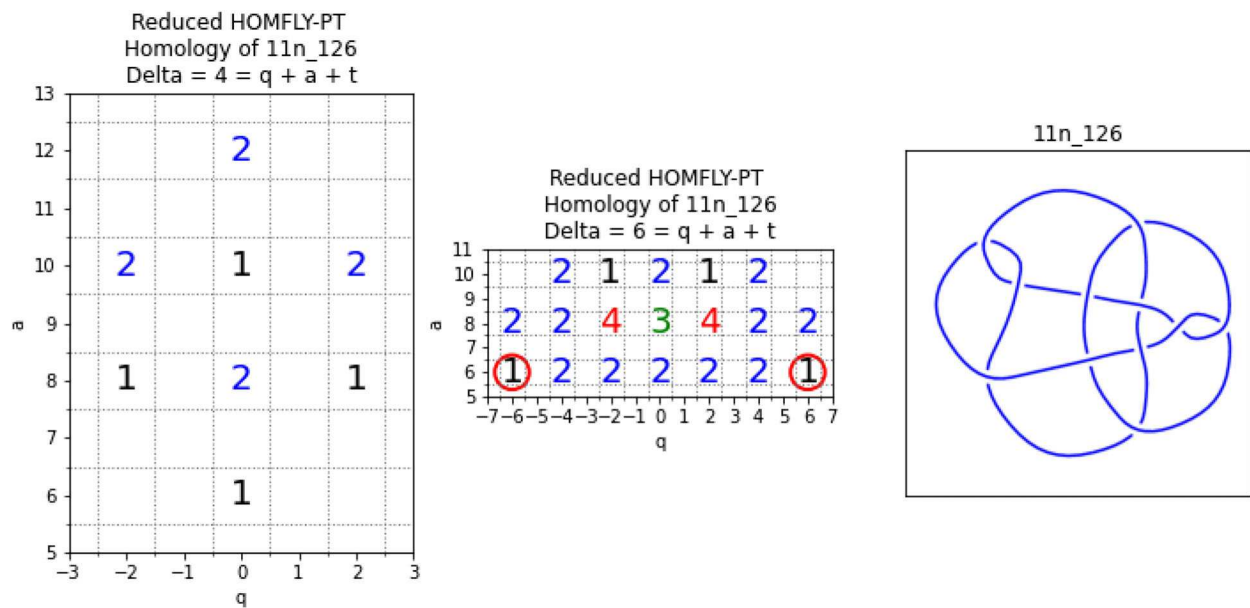 Reduced HOMFLY-PT
Homology of 11n_126
Delta = 4 = q + a + t
13
12
11
10
9
8
7
6
5
a
2
2 1 2
1 2 1
1
−3 −2 −1 0 1 2 3
q
Reduced HOMFLY-PT
Homology of 11n_126
Delta = 6 = q + a + t
11
10
9
8
7
6
5
a
2 1 2 1 2
2 2 4 3 4 2 2
1 2 2 2 2 2 1
−7 −6 −5 −4 −3 −2 −1 0 1 2 3 4 5 6 7
q
11n_126